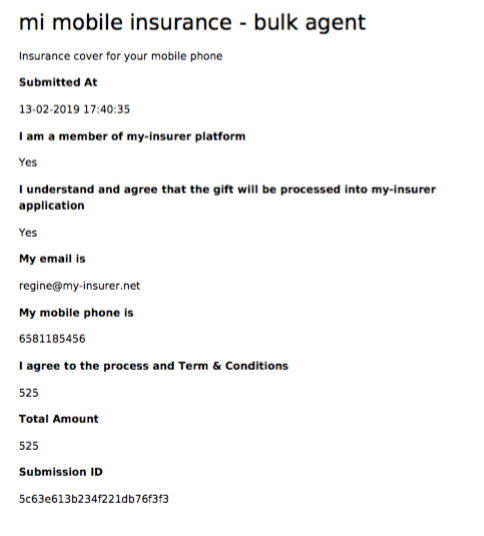 mi mobile insurance - bulk agent
Insurance cover for your mobile phone
Submitted At
13-02-2019 17:40:35
I am a member of my-insurer platform
Yes
I understand and agree that the gift will be processed into my-insurer
application
Yes
My email is
regine@my-insurer.net
My mobile phone is
6581185456
I agree to the process and Term & Conditions
525
Total Amount
525
Submission ID
5c63e613b234f221db76f3f3